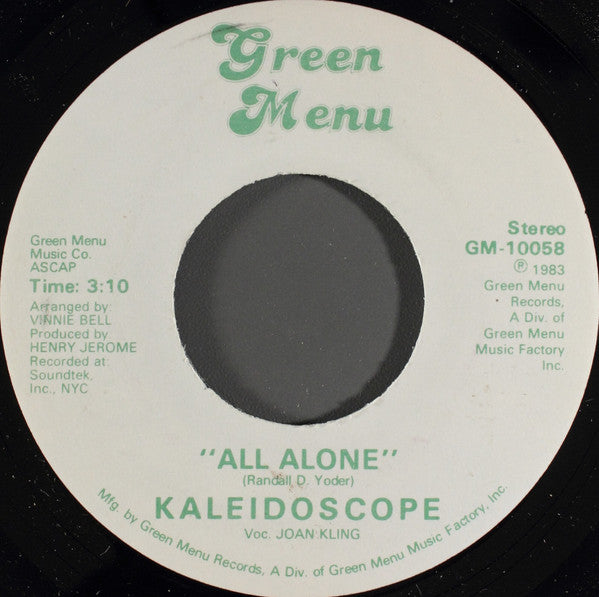 Green
Menu
Green Menu
Music Co.
ASCAP
Time: 3:10
Arranged by
VINNIE BELL
Produced by
HENRY JEROME
Recorded at
Soundtek,
Inc., NYC
Stereo
GM-10058
℗ 1983
Green Menu
Records,
A Div. of
Green Menu
Music Factory
Inc.
"ALL ALONE"
(Randall D. Yoder)
KALEIDOSCOPE
Voc. JOAN KLING
Mfg. by Green Menu Records, A Div. of Green Menu Music Factory, Inc.